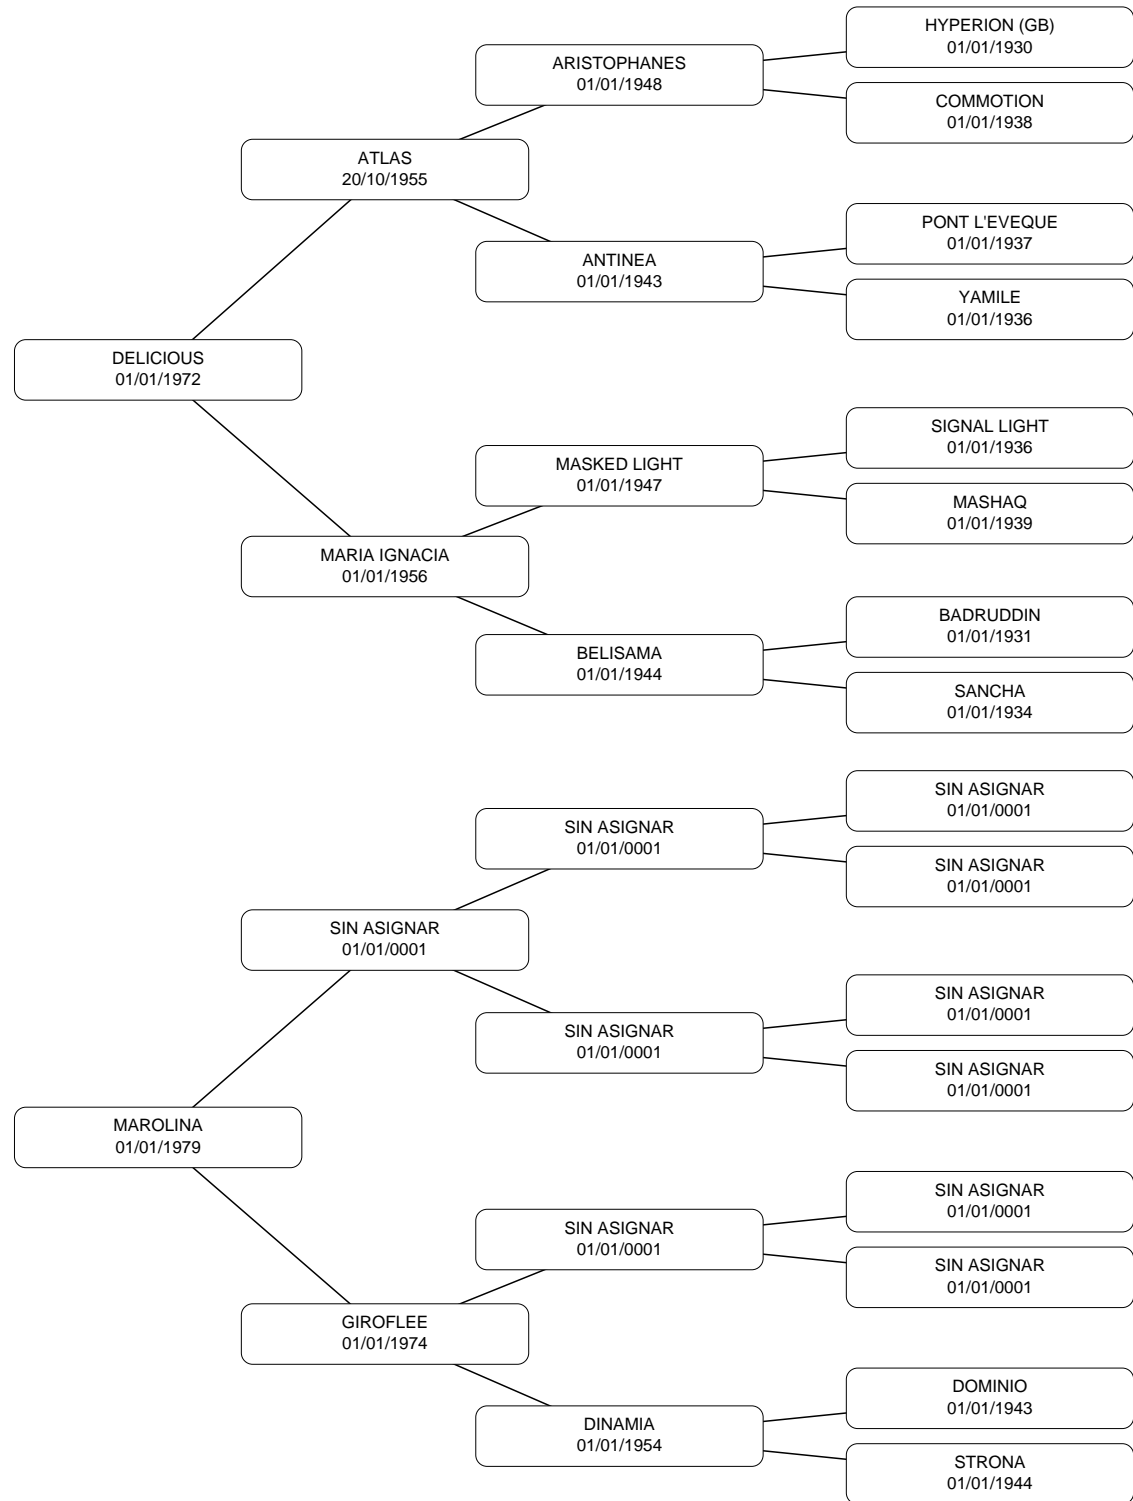 HYPERION (GB)
01/01/1930
ARISTOPHANES
01/01/1948
COMMOTION
01/01/1938
ATLAS
20/10/1955
PONT L'EVEQUE
01/01/1937
ANTINEA
01/01/1943
YAMILE
01/01/1936
DELICIOUS
01/01/1972
SIGNAL LIGHT
01/01/1936
MASKED LIGHT
01/01/1947
MASHAQ
01/01/1939
MARIA IGNACIA
01/01/1956
BADRUDDIN
01/01/1931
BELISAMA
01/01/1944
SANCHA
01/01/1934
SIN ASIGNAR
01/01/0001
SIN ASIGNAR
01/01/0001
SIN ASIGNAR
01/01/0001
SIN ASIGNAR
01/01/0001
SIN ASIGNAR
01/01/0001
SIN ASIGNAR
01/01/0001
SIN ASIGNAR
01/01/0001
MAROLINA
01/01/1979
SIN ASIGNAR
01/01/0001
SIN ASIGNAR
01/01/0001
SIN ASIGNAR
01/01/0001
GIROFLEE
01/01/1974
DOMINIO
01/01/1943
DINAMIA
01/01/1954
STRONA
01/01/1944